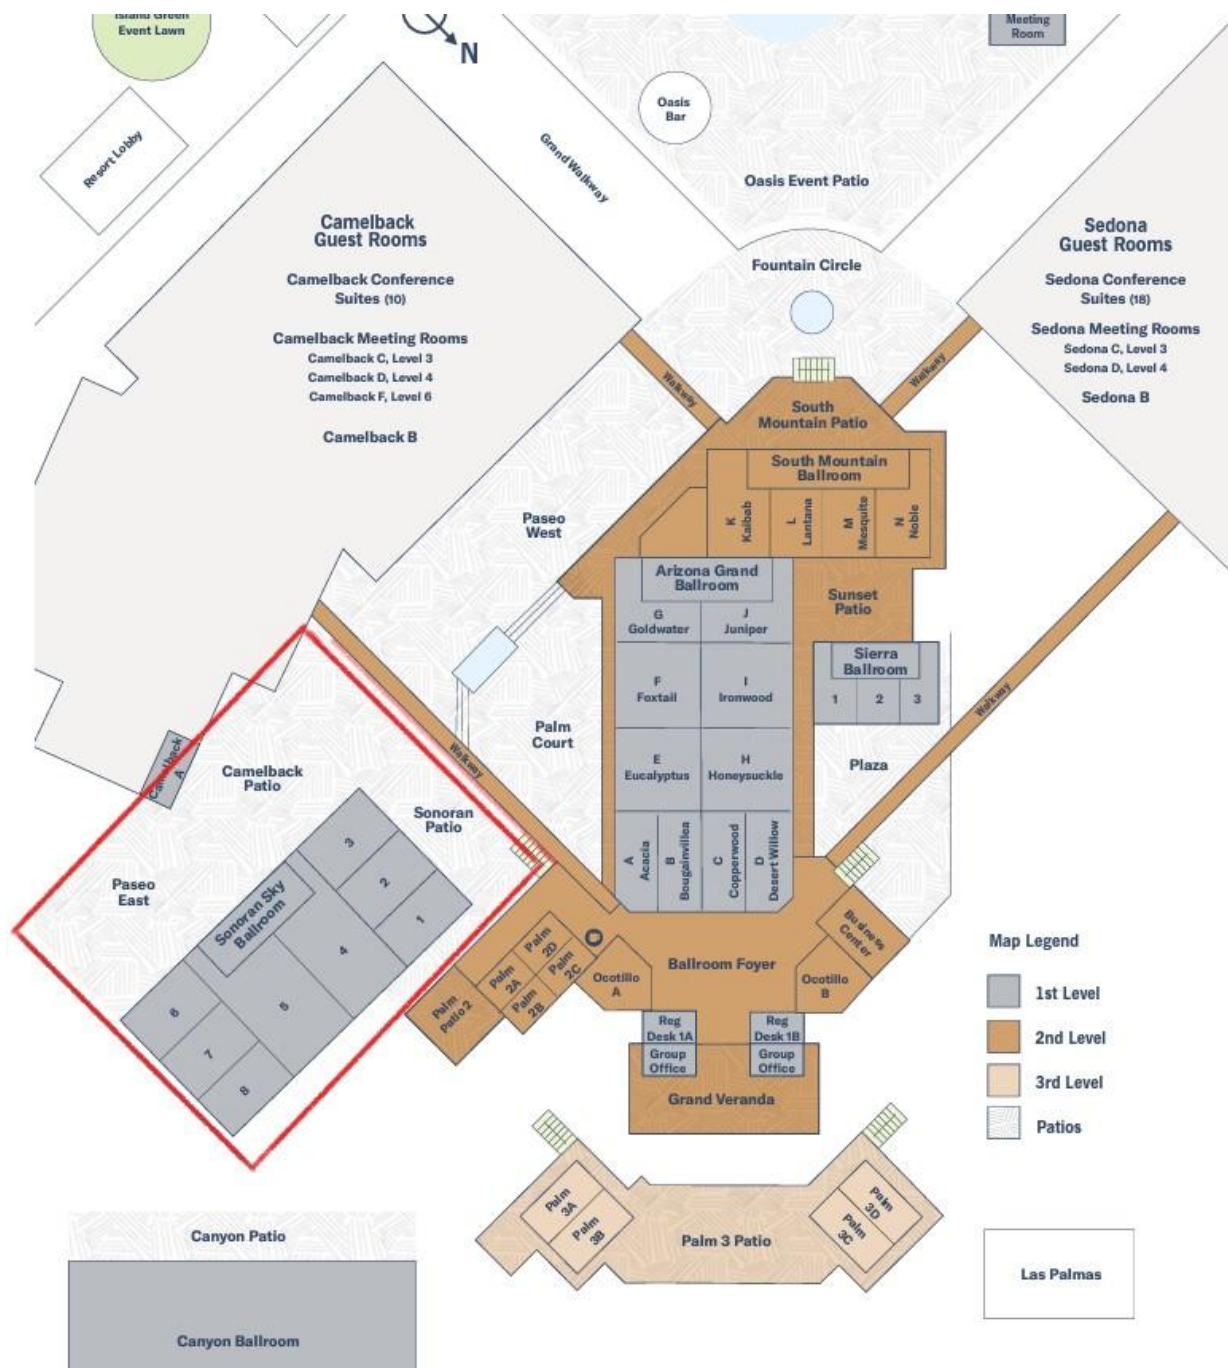 Island Green
Event Lawn
N
Meeting
Room
Oasis
Bar
Resort Lobby
Grand Walkway
Oasis Event Patio
Camelback
Guest Rooms
Camelback Conference
Suites (10)
Camelback Meeting Rooms
Camelback C, Level 3
Camelback D, Level 4
Camelback F, Level 6
Camelback B
Fountain Circle
Sedona
Guest Rooms
Sedona Conference
Suites (18)
Sedona Meeting Rooms
Sedona C, Level 3
Sedona D, Level 4
Sedona B
Walkway
Walkway
South
Mountain Patio
South Mountain
Ballroom
K
Kaibab
L
Lantana
M
Mesquite
N
Noble
Paseo
West
Arizona Grand
Ballroom
G
Goldwater
J
Juniper
Sunset
Patio
F
Foxtail
I
Ironwood
Sierra
Ballroom
1
2
3
Walkway
Palm
Court
E
Eucalyptus
H
Honeysuckle
Plaza
Walkway
A
Acacia
B
Bougainvillea
C
Copperwood
D
Desert Willow
Camelback
A
Camelback
Patio
Sonoran
Patio
Paseo
East
Sonoran Sky
Ballroom
3
2
1
4
5
6
7
8
Palm
2D
Palm
2C
Palm
2A
Palm
2B
Palm
Patio 2
Ocotillo
A
Ballroom Foyer
Business
Center
Ocotillo
B
Reg
Desk 1A
Group
Office
Reg
Desk 1B
Group
Office
Grand Veranda
Map Legend
1st Level
2nd Level
3rd Level
Patios
Palm
3A
Palm
3B
Palm 3 Patio
Palm
3D
Palm
3C
Canyon Patio
Canyon Ballroom
Las Palmas